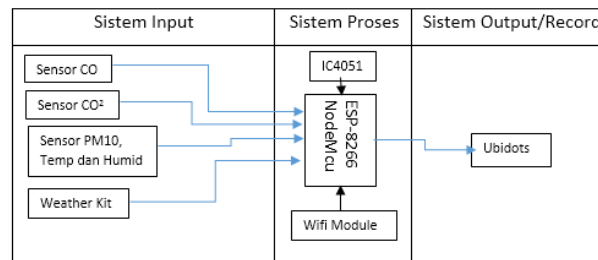 Sistem Input
Sistem Proses
Sistem Output/Record
Sensor CO
Sensor CO²
Sensor PM10,
Temp dan Humid
Weather Kit
IC4051
ESP-8266
NodeMcu
Wifi Module
Ubidots